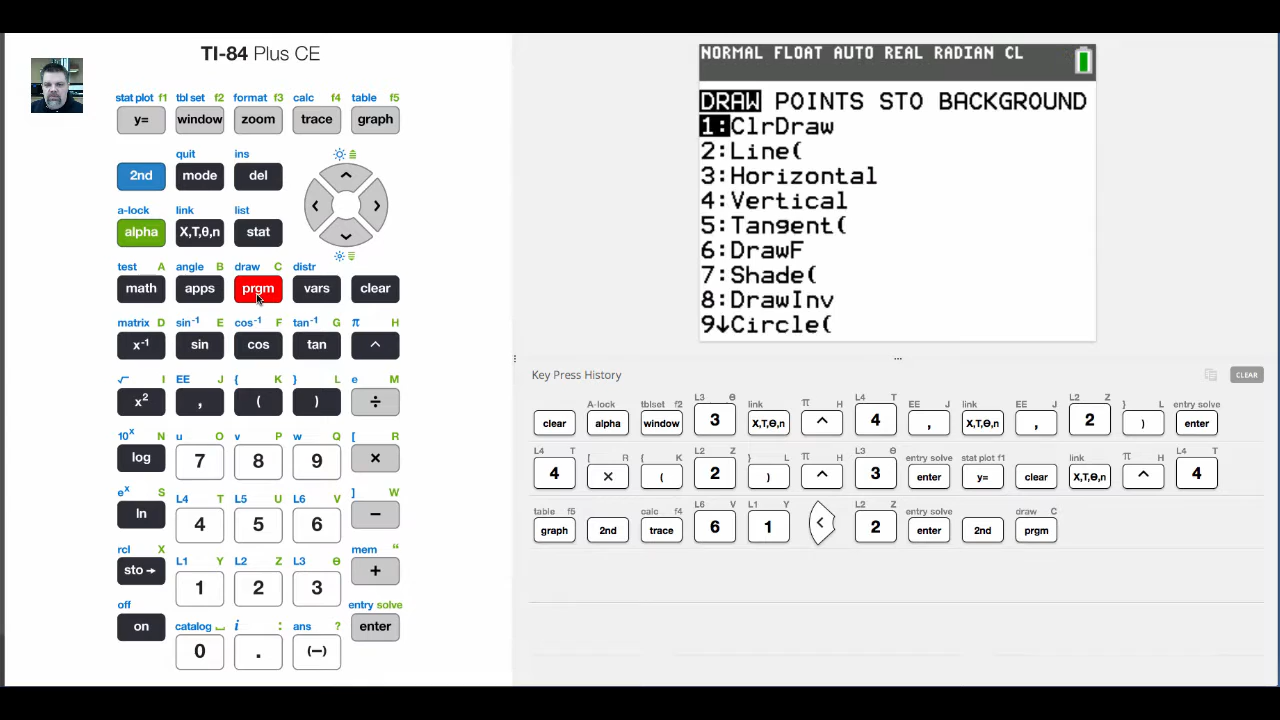 TI-84 Plus CE
stat plot f1 tbl set f2 format f3 calc f4 table f5
y= window zoom trace graph
quit ins
2nd mode del
a-lock link list
alpha X,T,θ,n stat
test A angle B draw C distr
math apps prgm vars clear
matrix D sin-1 E cos-1 F tan-1 G π H
x-1 sin cos tan ^
√ I EE J { K } L e M
x2 , ( ) ÷
10x N u O v P w Q [ R
log 7 8 9 ×
ex S L4 T L5 U L6 V ] W
ln 4 5 6 −
rcl X L1 Y L2 Z L3 θ mem “
sto→ 1 2 3 +
off catalog ⎵ i : ans ? entry solve
on 0 . (−) enter
NORMAL FLOAT AUTO REAL RADIAN CL
DRAW POINTS STO BACKGROUND
1:ClrDraw
2:Line(
3:Horizontal
4:Vertical
5:Tangent(
6:DrawF
7:Shade(
8:DrawInv
9↓Circle(
Key Press History CLEAR
A-lock tblset f2 L3 θ link π H L4 T EE J link EE J L2 Z } L entry solve
clear alpha window 3 X,T,θ,n ^ 4 , X,T,θ,n , 2 ) enter
L4 T [ R { K L2 Z } L π H L3 θ entry solve stat plot f1 link π H L4 T
4 × ( 2 ) ^ 3 enter y= clear X,T,θ,n ^ 4
table f5 calc f4 L6 V L1 Y L2 Z entry solve draw C
graph 2nd trace 6 1 < 2 enter 2nd prgm